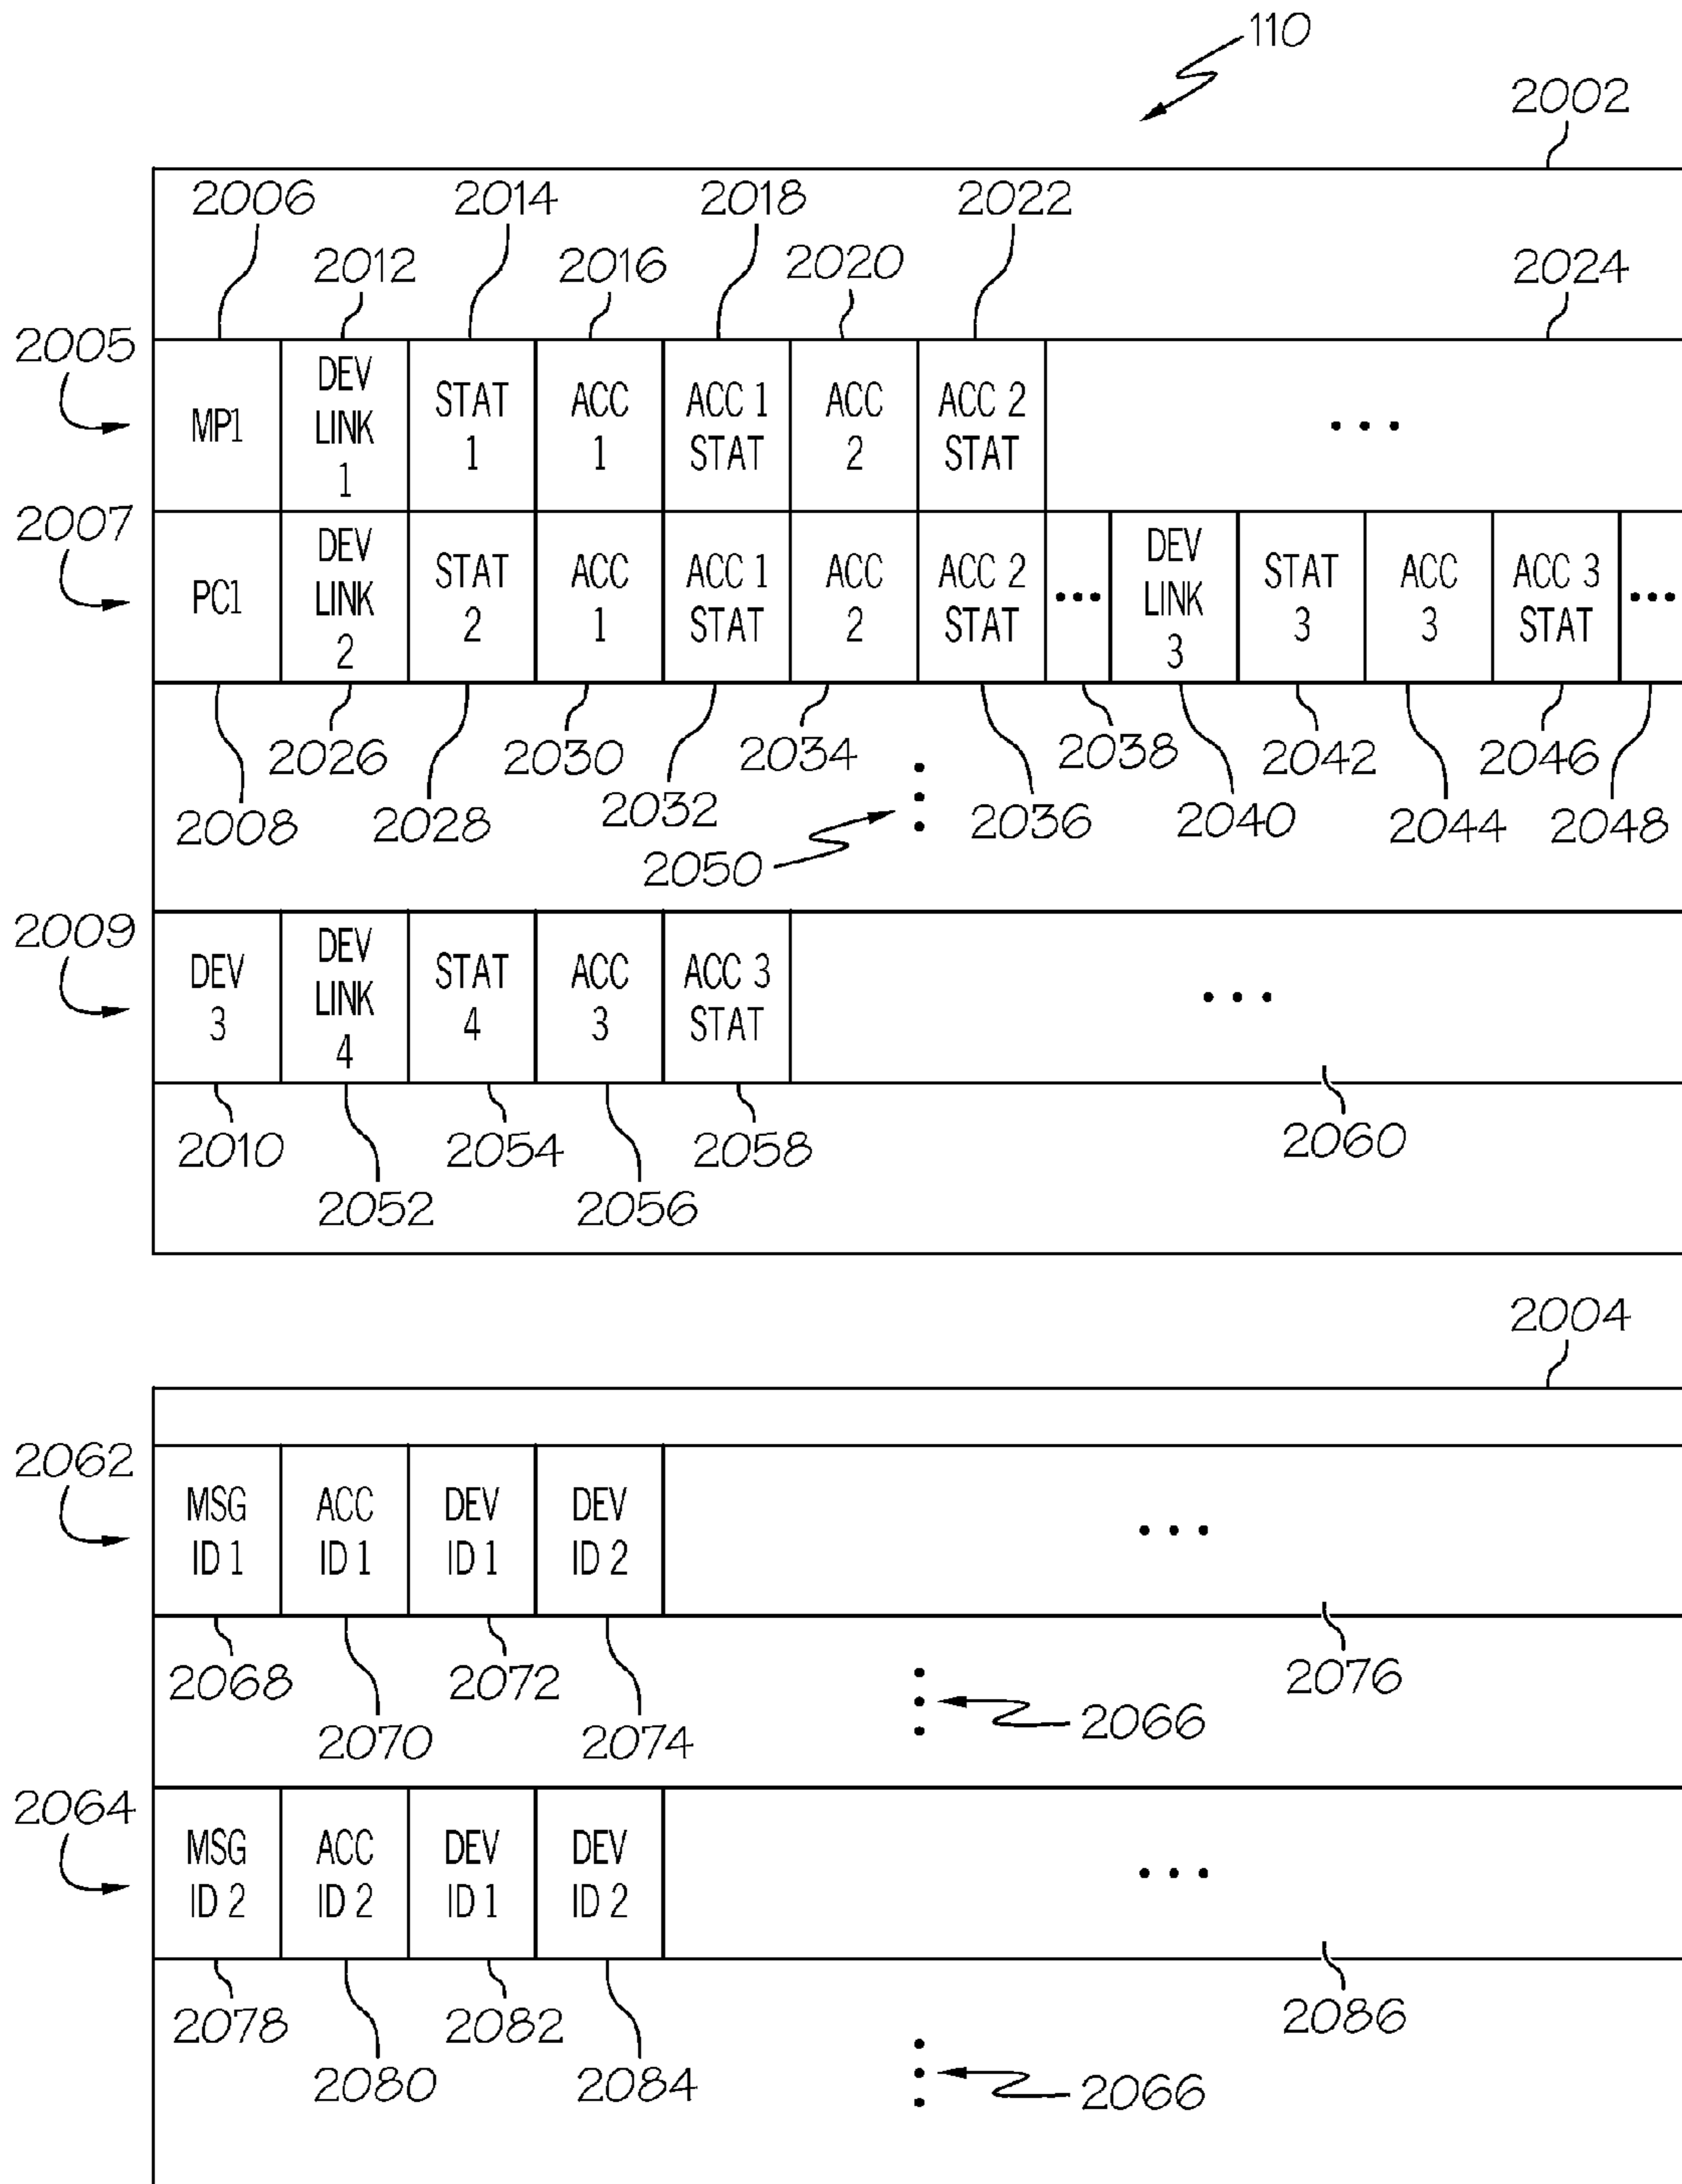 110
2002
2006 2014 2018 2022
2012 2016 2020 2024
2005
MP1 DEV LINK 1 STAT 1 ACC 1 ACC 1 STAT ACC 2 ACC 2 STAT • • •
2007
PC1 DEV LINK 2 STAT 2 ACC 1 ACC 1 STAT ACC 2 ACC 2 STAT ••• DEV LINK 3 STAT 3 ACC 3 ACC 3 STAT •••
2026 2030 2034 2038 2042 2046
2008 2028 2032 2036 2040 2044 2048
2050
2009
DEV 3 DEV LINK 4 STAT 4 ACC 3 ACC 3 STAT • • •
2010 2054 2058 2060
2052 2056
2004
2062
MSG ID 1 ACC ID 1 DEV ID 1 DEV ID 2 • • •
2068 2072 2076
2070 2074 2066
2064
MSG ID 2 ACC ID 2 DEV ID 1 DEV ID 2 • • •
2078 2082 2086
2080 2084 2066